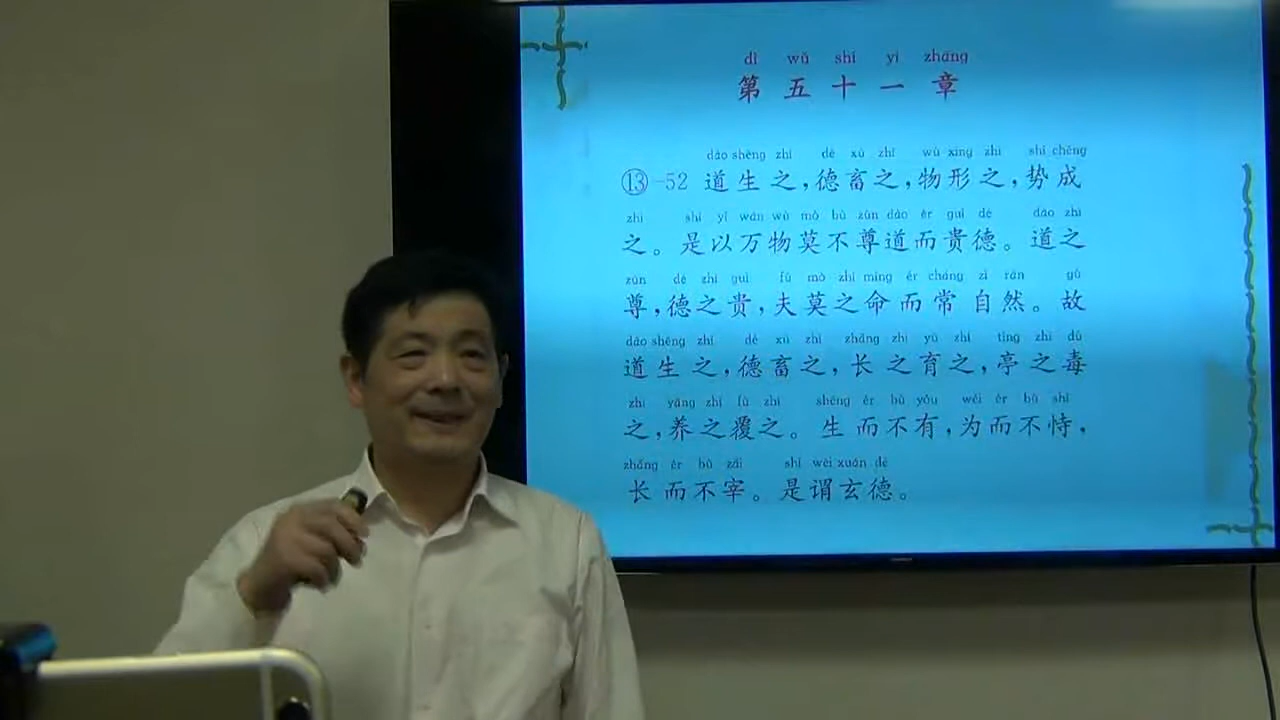 dì wǔ shí yī zhāng
第五十一章
dào shēng zhī dé xù zhī wù xíng zhī shì chéng
⑬-52 道生之，德畜之，物形之，势成
zhī shì yǐ wàn wù mò bù zūn dào ér guì dé dào zhī
之。是以万物莫不尊道而贵德。道之
zūn dé zhī guì fú mò zhī mìng ér cháng zì rán gù
尊，德之贵，夫莫之命而常自然。故
dào shēng zhī dé xù zhī zhǎng zhī yù zhī tíng zhī dú
道生之，德畜之，长之育之，亭之毒
zhī yǎng zhī fù zhī shēng ér bù yǒu wéi ér bù shì
之，养之覆之。生而不有，为而不恃，
zhǎng ér bù zǎi shì wèi xuán dé
长而不宰。是谓玄德。